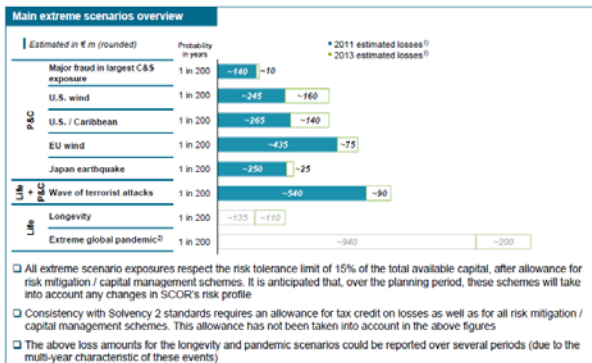 Main extreme scenarios overview
Estimated in € m (rounded)
Probability in years
2011 estimated losses1)
2013 estimated losses1)
P&C
Major fraud in largest C&S exposure
1 in 200
~140
~10
U.S. wind
1 in 200
~245
~160
U.S. / Caribbean
1 in 200
~265
~140
EU wind
1 in 200
~435
~75
Japan earthquake
1 in 200
~250
~25
Life + P&C
Wave of terrorist attacks
1 in 200
~540
~90
Life
Longevity
1 in 200
~135
~110
Extreme global pandemic2)
1 in 200
~940
~200
All extreme scenario exposures respect the risk tolerance limit of 15% of the total available capital, after allowance for
risk mitigation / capital management schemes. It is anticipated that, over the planning period, these schemes will take
into account any changes in SCOR's risk profile
Consistency with Solvency 2 standards requires an allowance for tax credit on losses as well as for all risk mitigation /
capital management schemes. This allowance has not been taken into account in the above figures
The above loss amounts for the longevity and pandemic scenarios could be reported over several periods (due to the
multi-year characteristic of these events)